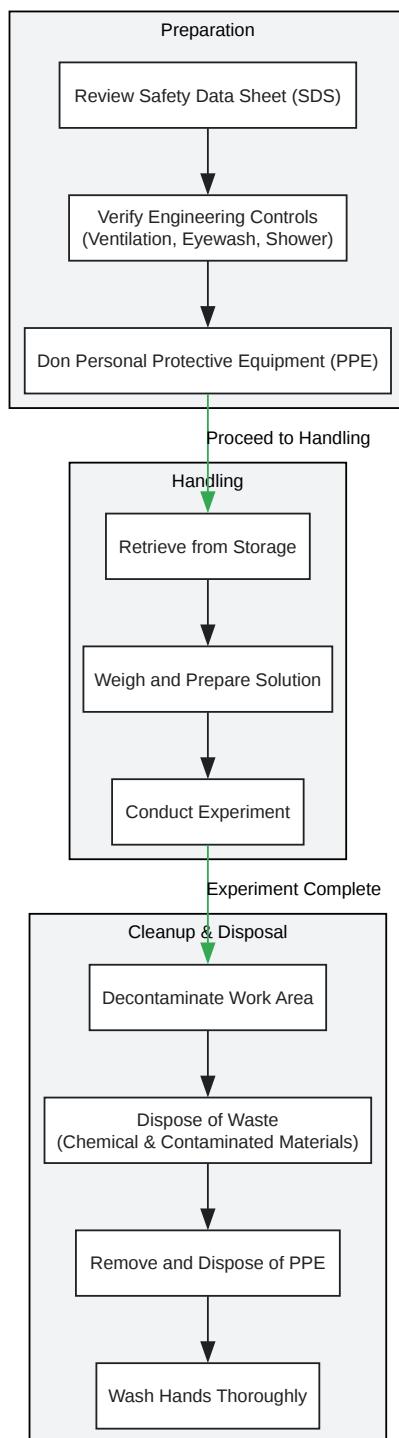 Preparation
Review Safety Data Sheet (SDS)
Verify Engineering Controls
(Ventilation, Eyewash, Shower)
Don Personal Protective Equipment (PPE)
Proceed to Handling
Handling
Retrieve from Storage
Weigh and Prepare Solution
Conduct Experiment
Experiment Complete
Cleanup & Disposal
Decontaminate Work Area
Dispose of Waste
(Chemical & Contaminated Materials)
Remove and Dispose of PPE
Wash Hands Thoroughly